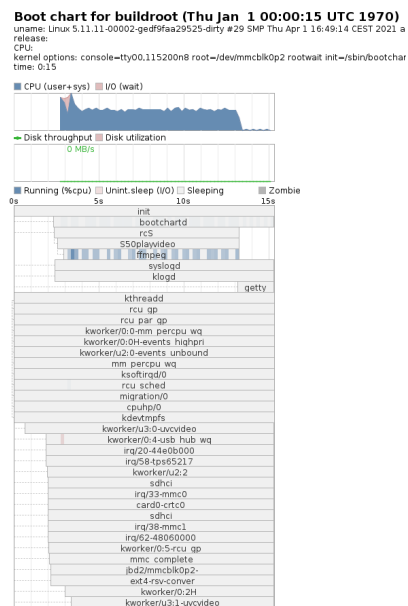 Boot chart for buildroot (Thu Jan  1 00:00:15 UTC 1970)
uname: Linux 5.11.11-00002-gedf9faa29525-dirty #29 SMP Thu Apr 1 16:49:14 CEST 2021 a
release:
CPU:
kernel options: console=ttyO0,115200n8 root=/dev/mmcblk0p2 rootwait init=/sbin/bootchar
time: 0:15
CPU (user+sys) I/O (wait)
Disk throughput Disk utilization
0 MB/s
Running (%cpu) Unint.sleep (I/O) Sleeping Zombie
0s 5s 10s 15s
init
bootchartd
rcS
S50playvideo
ffmpeg
syslogd
klogd
getty
kthreadd
rcu_gp
rcu_par_gp
kworker/0:0-mm_percpu_wq
kworker/0:0H-events_highpri
kworker/u2:0-events_unbound
mm_percpu_wq
ksoftirqd/0
rcu_sched
migration/0
cpuhp/0
kdevtmpfs
kworker/u3:0-uvcvideo
kworker/0:4-usb_hub_wq
irq/20-44e0b000
irq/58-tps65217
kworker/u2:2
sdhci
irq/33-mmc0
card0-crtc0
sdhci
irq/38-mmc1
irq/62-48060000
kworker/0:5-rcu_gp
mmc_complete
jbd2/mmcblk0p2-
ext4-rsv-conver
kworker/0:2H
kworker/u3:1-uvcvideo